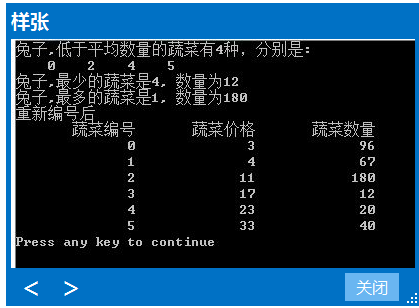 样张
兔子,低于平均数量的蔬菜有4种，分别是:
0 2 4 5
兔子,最少的蔬菜是4, 数量为12
兔子,最多的蔬菜是1, 数量为180
重新编号后
蔬菜编号 蔬菜价格 蔬菜数量
0 3 96
1 4 67
2 11 180
3 17 12
4 23 20
5 33 40
Press any key to continue
< > 关闭